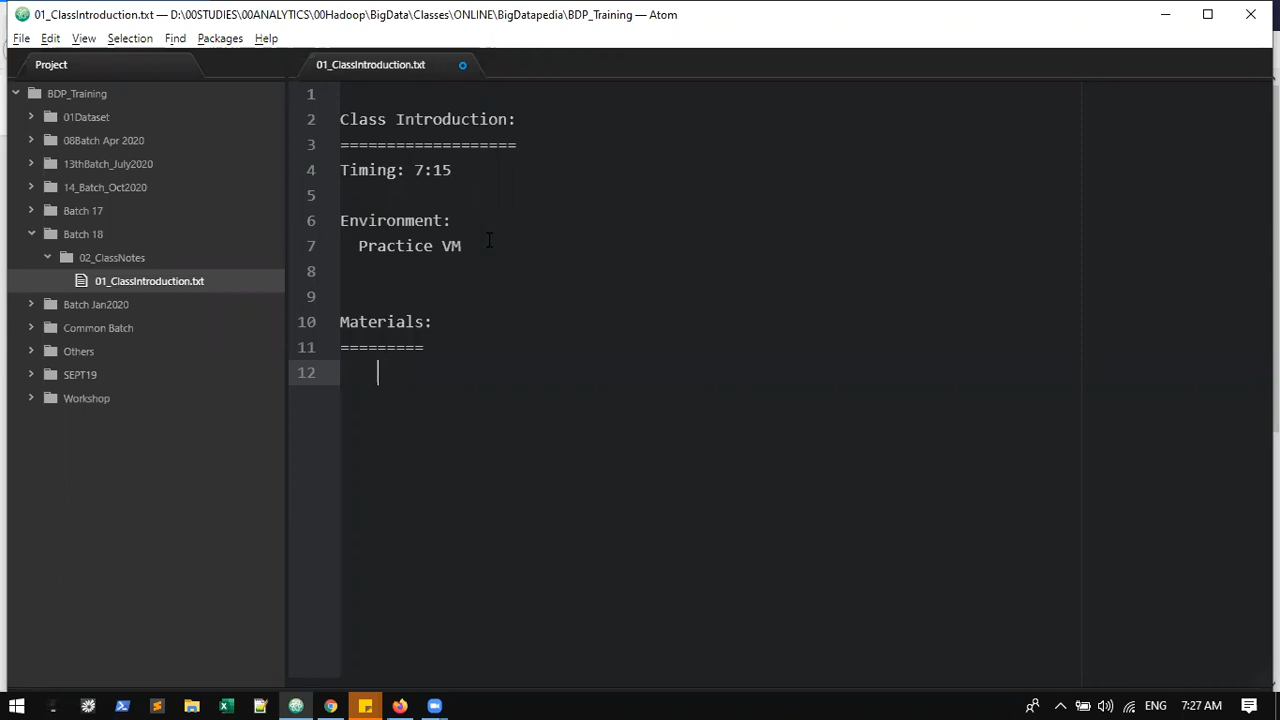 01_ClassIntroduction.txt — D:\00STUDIES\00ANALYTICS\00Hadoop\BigData\Classes\ONLINE\BigDatapedia\BDP_Training — Atom
File Edit View Selection Find Packages Help
Project
01_ClassIntroduction.txt
BDP_Training
01Dataset
08Batch Apr 2020
13thBatch_July2020
14_Batch_Oct2020
Batch 17
Batch 18
02_ClassNotes
01_ClassIntroduction.txt
Batch Jan2020
Common Batch
Others
SEPT19
Workshop
1
2 Class Introduction:
3 ===================
4 Timing: 7:15
5
6 Environment:
7 Practice VM
8
9
10 Materials:
11 =========
12
ENG 7:27 AM